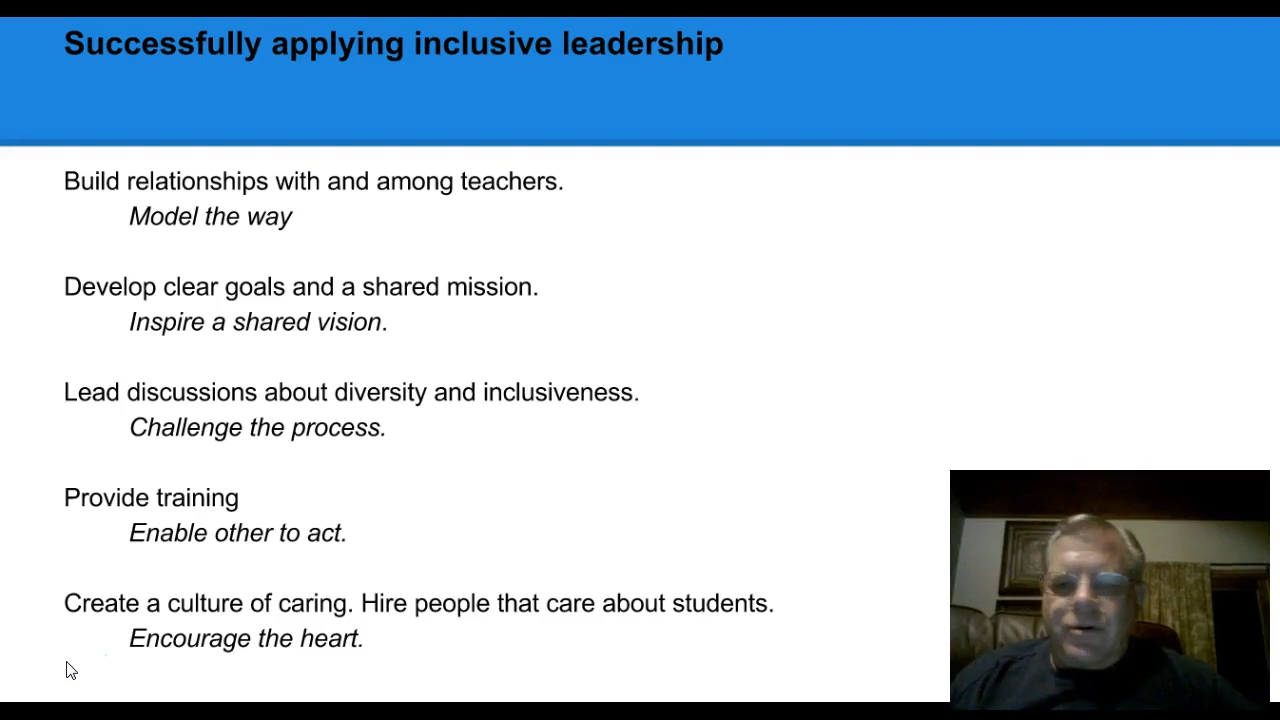 Successfully applying inclusive leadership
Build relationships with and among teachers.
Model the way
Develop clear goals and a shared mission.
Inspire a shared vision.
Lead discussions about diversity and inclusiveness.
Challenge the process.
Provide training
Enable other to act.
Create a culture of caring. Hire people that care about students.
Encourage the heart.